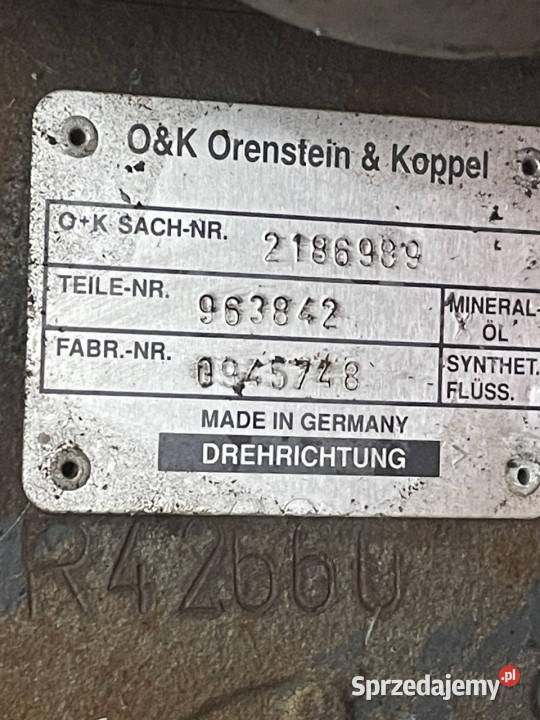 O&K Orenstein & Koppel
O+K SACH-NR. 2186989
TEILE-NR. 963842
MINERAL-
X ÖL
FABR.-NR. 0945748
SYNTHET.
FLÜSS.
MADE IN GERMANY
DREHRICHTUNG >
R42660
Sprzedajemy.pl